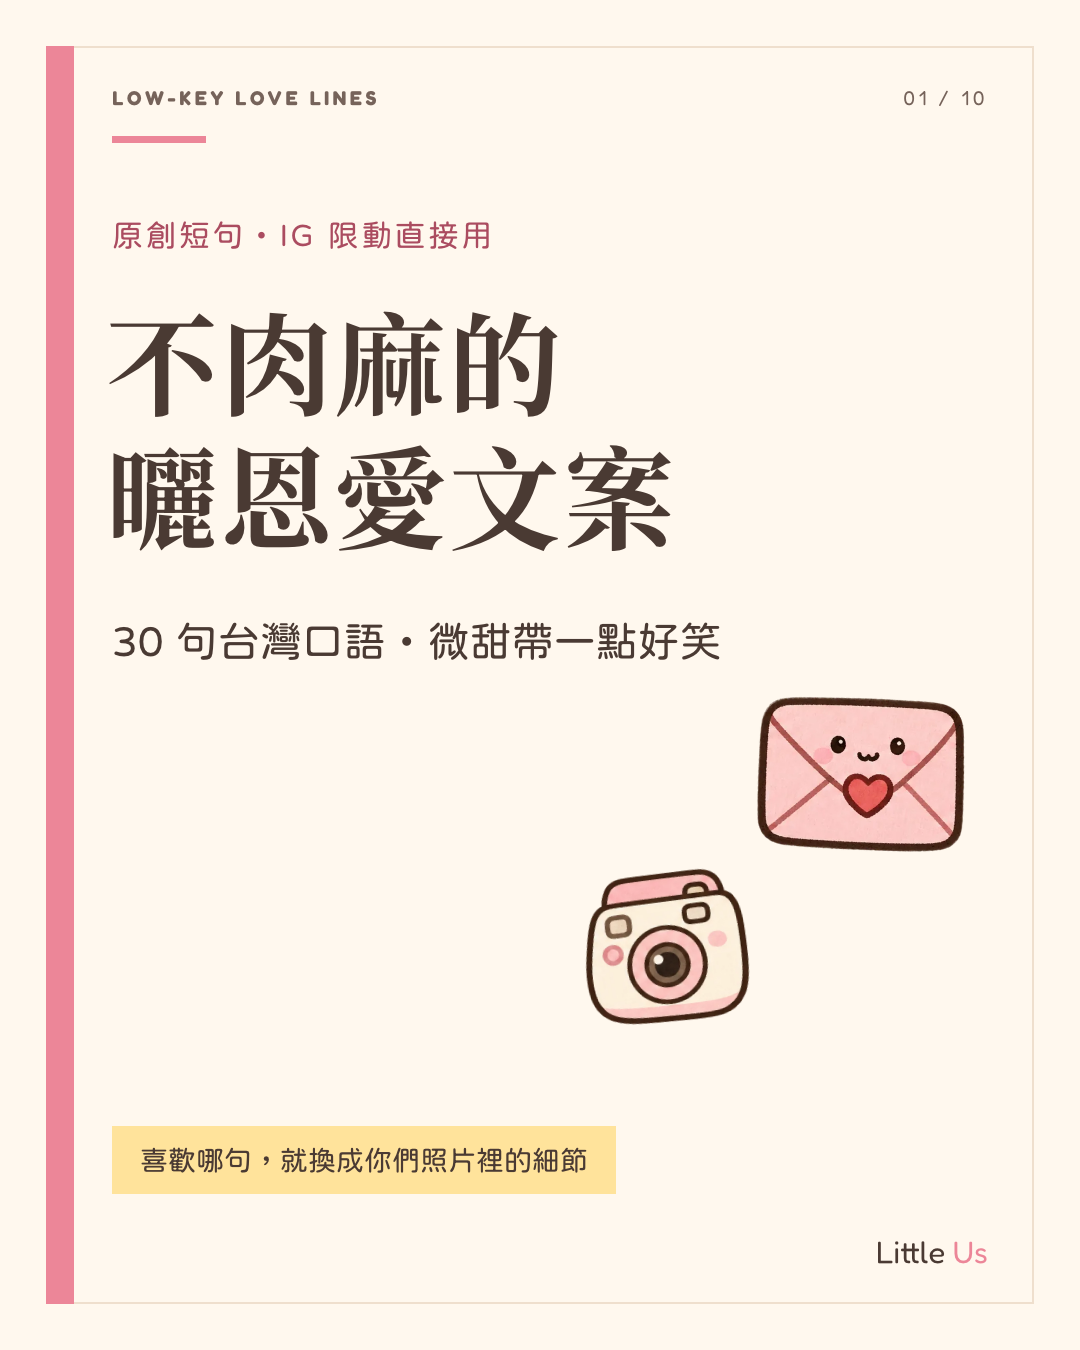 LOW-KEY LOVE LINES
01 / 10
原創短句・IG 限動直接用
不肉麻的
曬恩愛文案
30 句台灣口語・微甜帶一點好笑
喜歡哪句，就換成你們照片裡的細節
Little Us